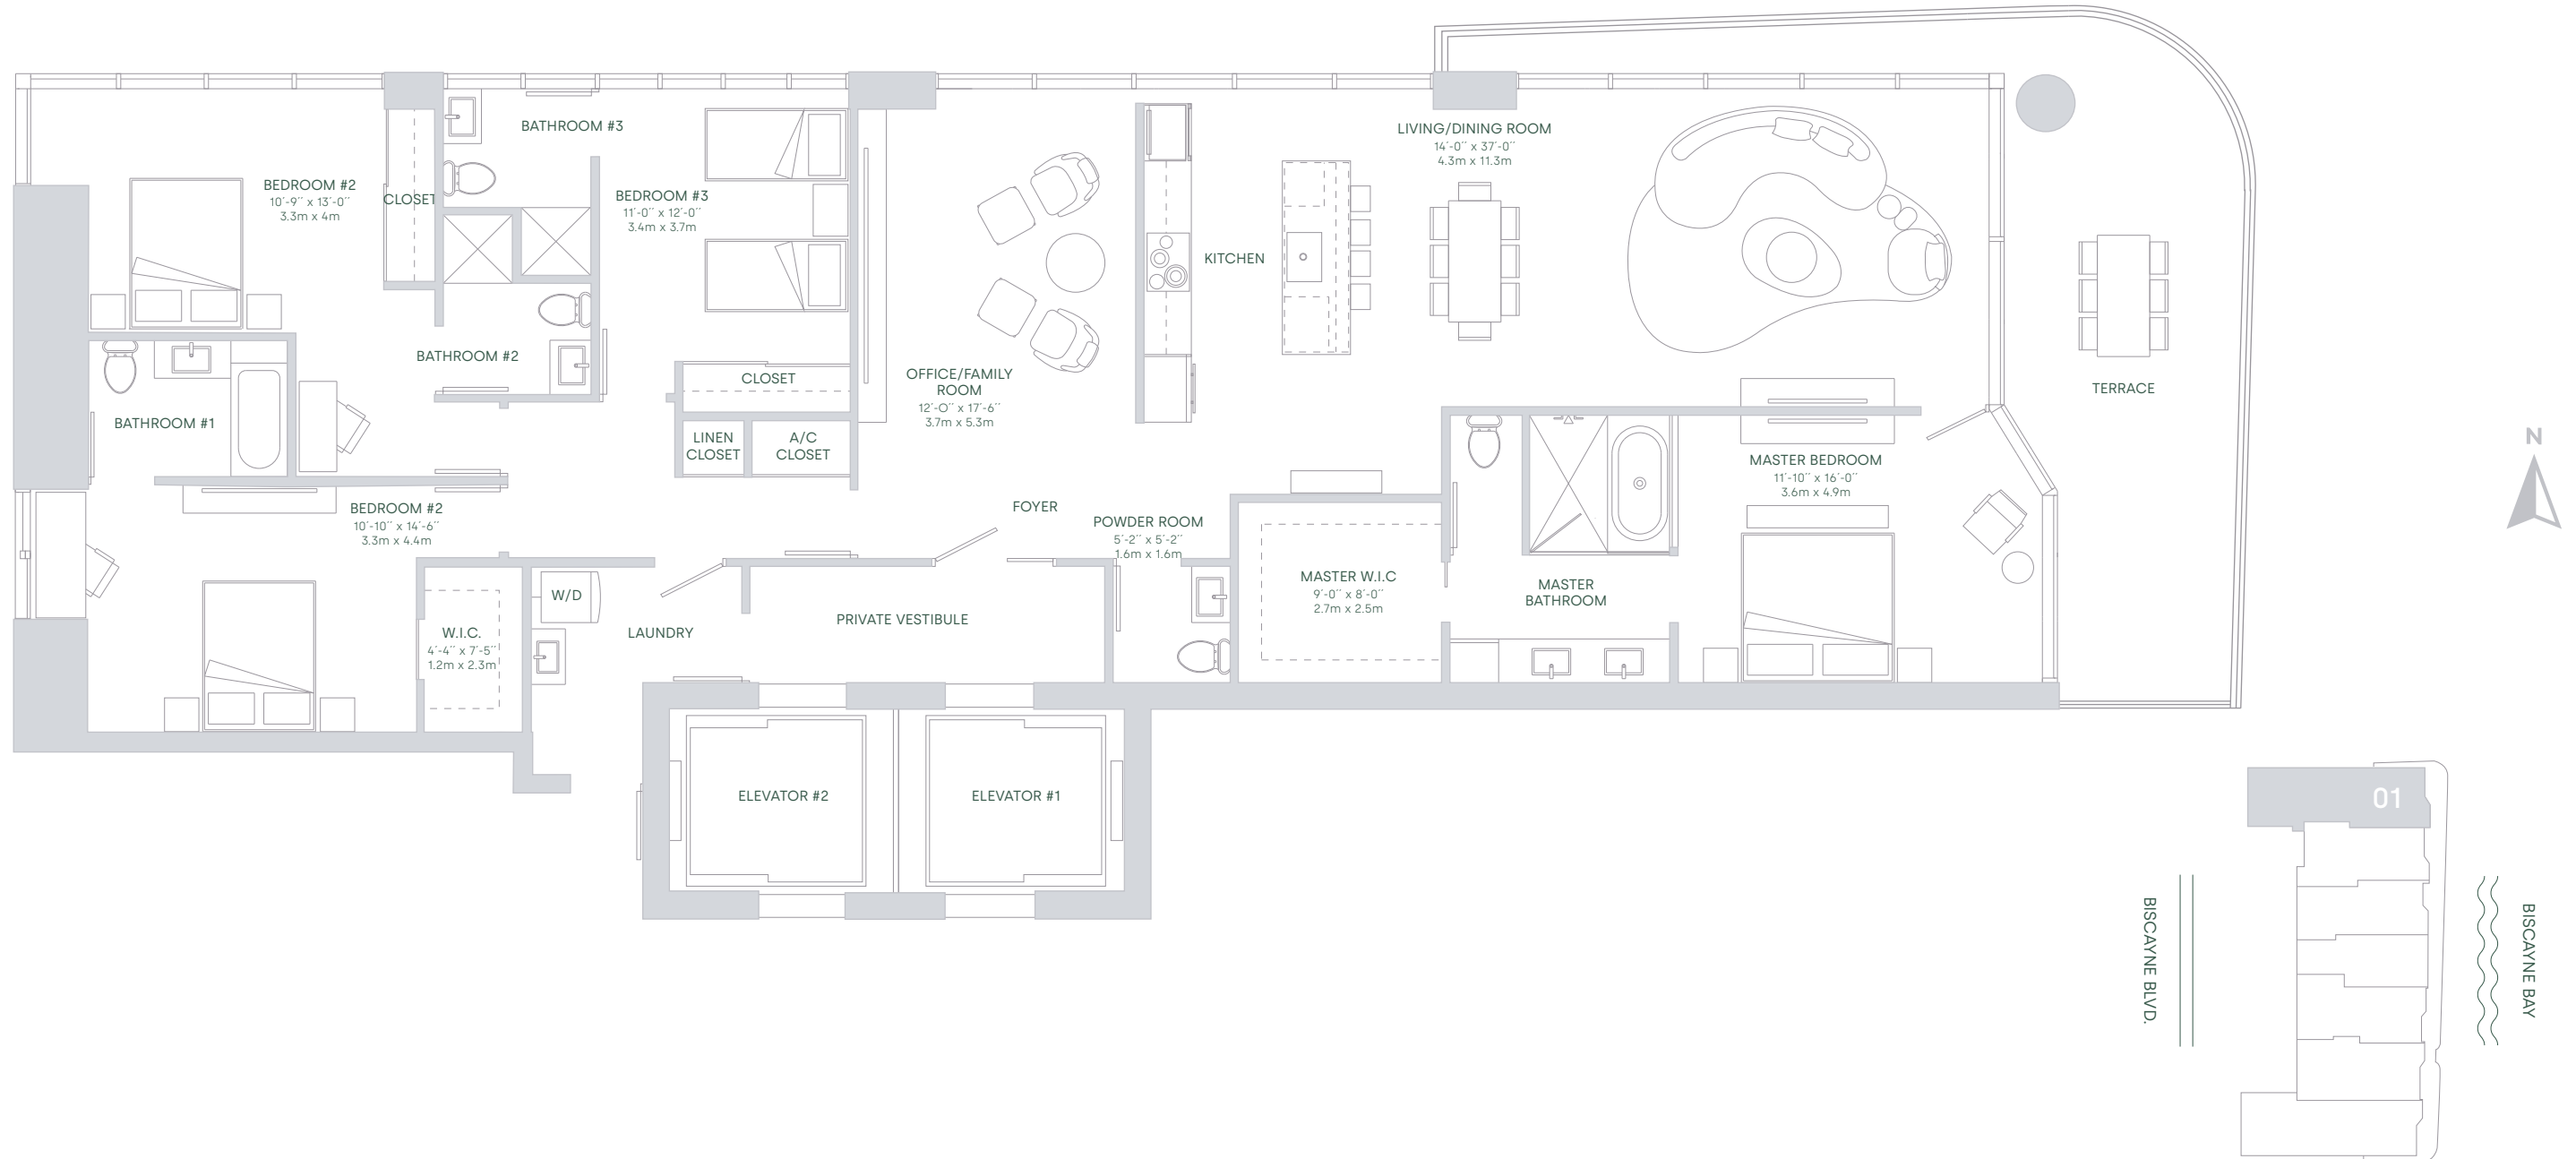 BATHROOM #3
LIVING/DINING ROOM
14'-0'' x 37'-0''
4.3m x 11.3m
BEDROOM #2
10'-9'' x 13'-0''
3.3m x 4m
CLOSET
BEDROOM #3
11'-0'' x 12'-0''
3.4m x 3.7m
KITCHEN
BATHROOM #2
CLOSET
OFFICE/FAMILY
ROOM
12'-O'' x 17'-6''
3.7m x 5.3m
TERRACE
BATHROOM #1
LINEN
CLOSET
A/C
CLOSET
N
MASTER BEDROOM
11'-10'' x 16'-0''
3.6m x 4.9m
BEDROOM #2
10'-10'' x 14'-6''
3.3m x 4.4m
FOYER
POWDER ROOM
5'-2'' x 5'-2''
1.6m x 1.6m
MASTER W.I.C
9'-0'' x 8'-0''
2.7m x 2.5m
MASTER
BATHROOM
W/D
W.I.C.
4'-4'' x 7'-5''
1.2m x 2.3m
LAUNDRY
PRIVATE VESTIBULE
ELEVATOR #2
ELEVATOR #1
01
BISCAYNE BLVD.
BISCAYNE BAY